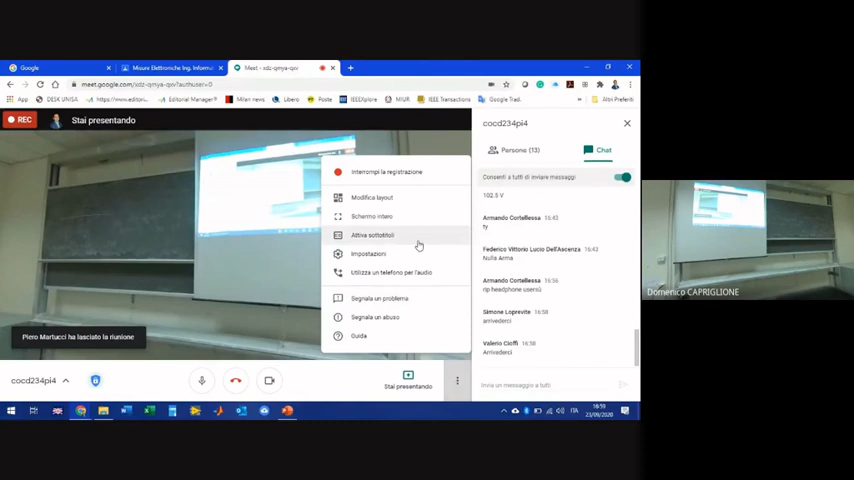 Google
Misure Elettroniche Ing. Informat
Meet - xdz-qmya-qxi
meet.google.com/xdz-qmya-qxi?authuser=0
App
DESK UNISA
https://www.editori...
Editorial Manager®
Milan news
Libero
Poste
IEEEXplore
MIUR
IEEE Transactions
Google Trad.
»
Altri Preferiti
REC
Stai presentando
cocd234pi4
Persone (13)
Chat
Consenti a tutti di inviare messaggi
102.5 V
Armando Cortellessa 16:43
ty
Federico Vittorio Lucio Dell'Ascenza 16:43
Nulla Arma
Armando Cortellessa 16:56
rip headphone usersù
Simone Loprevite 16:58
arrivederci
Valerio Cioffi 16:58
Arrivederci
Invia un messaggio a tutti
Interrompi la registrazione
Modifica layout
Schermo intero
Attiva sottotitoli
Impostazioni
Utilizza un telefono per l'audio
Segnala un problema
Segnala un abuso
Guida
Piero Martucci ha lasciato la riunione
cocd234pi4
Stai presentando
ITA
16:59
23/09/2020
Domenico CAPRIGLIONE